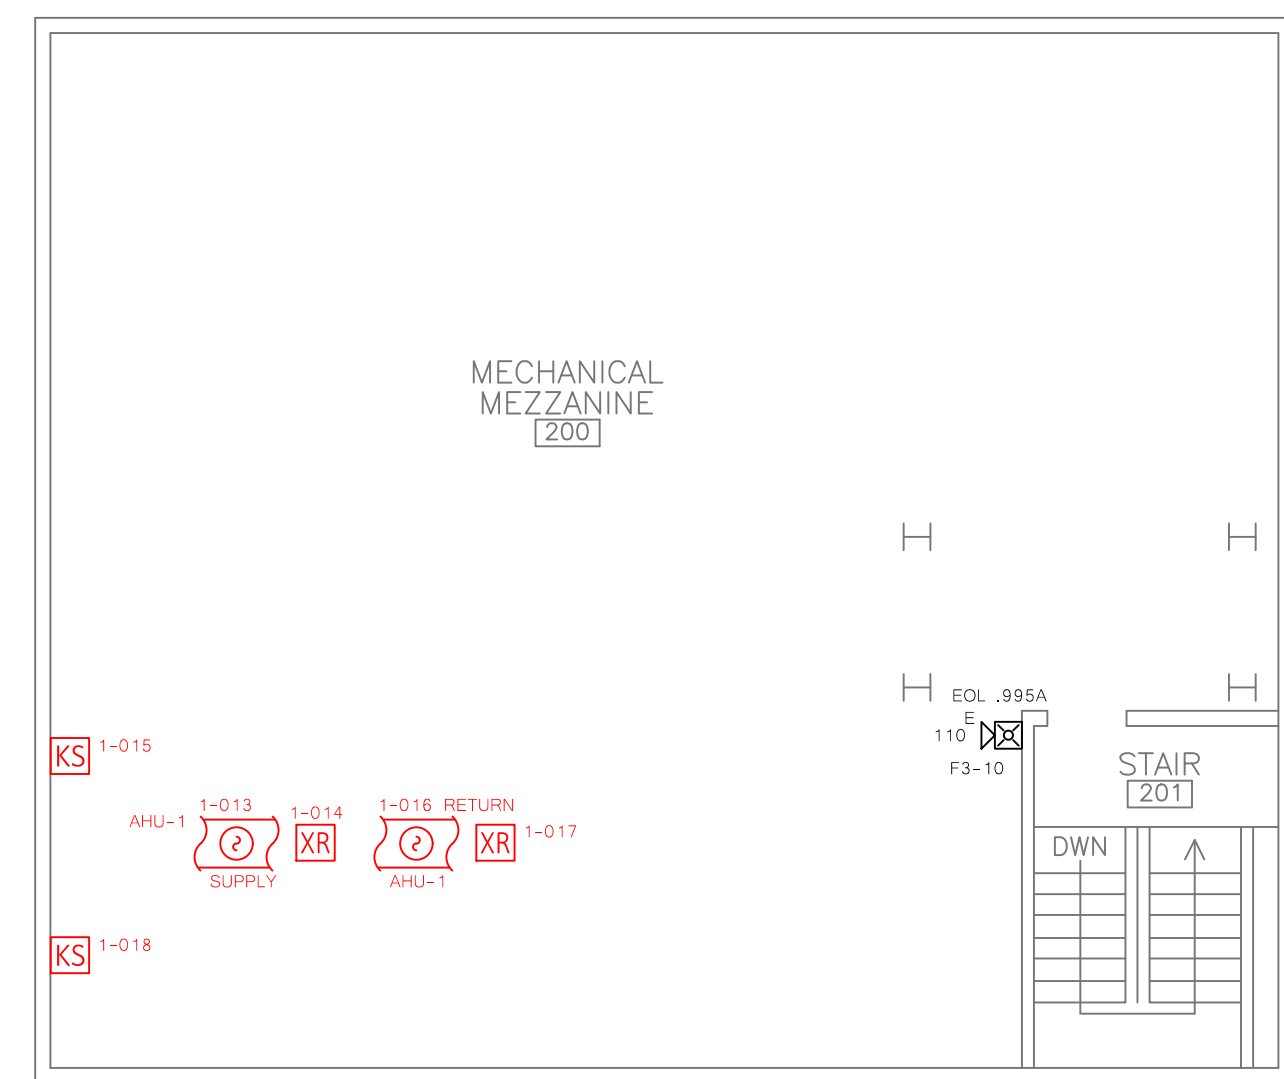 MECHANICAL
MEZZANINE
200
EOL .995A
E
110
F3-10
STAIR
201
DWN
KS 1-015
1-013
AHU-1
SUPPLY
1-014
XR
1-016 RETURN
AHU-1
XR 1-017
KS 1-018